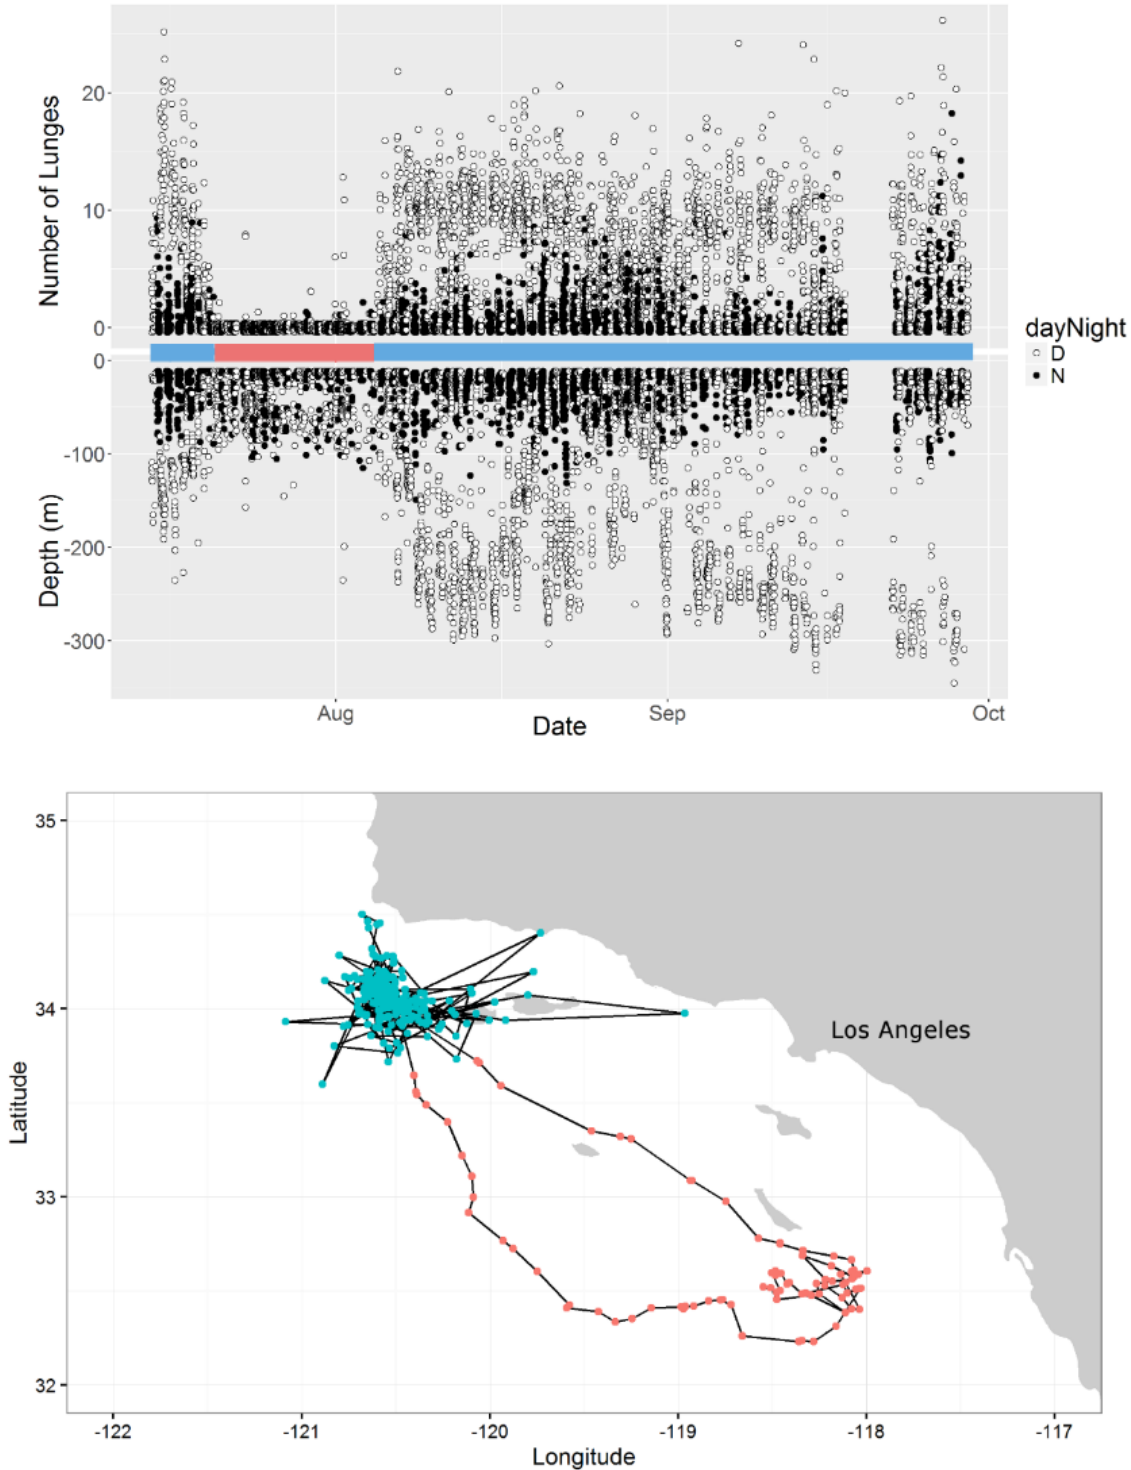 Number of Lunges
20
10
0
0
-100
-200
-300
Depth (m)
Aug
Sep
Oct
Date
dayNight
D
N
35
34
33
32
Latitude
Los Angeles
-122
-121
-120
-119
-118
-117
Longitude